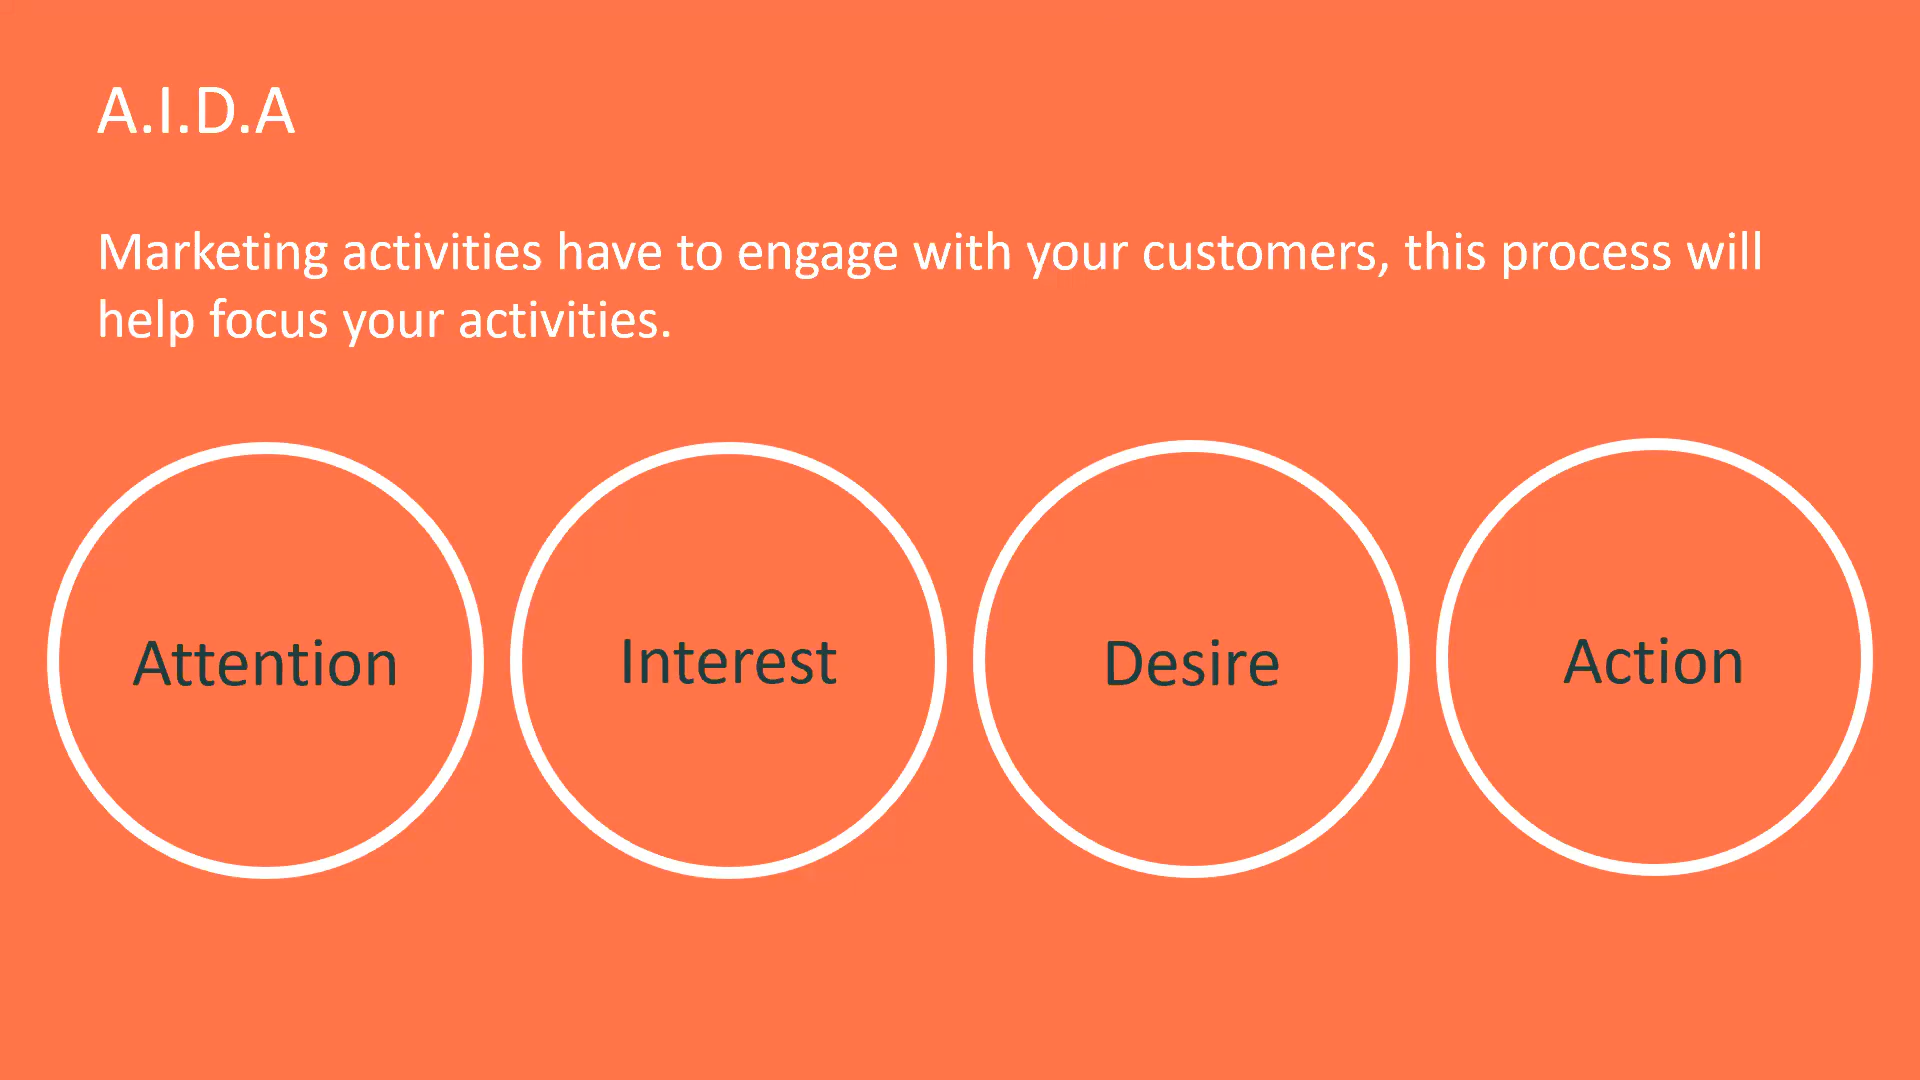 A.I.D.A
Marketing activities have to engage with your customers, this process will
help focus your activities.
Attention
Interest
Desire
Action